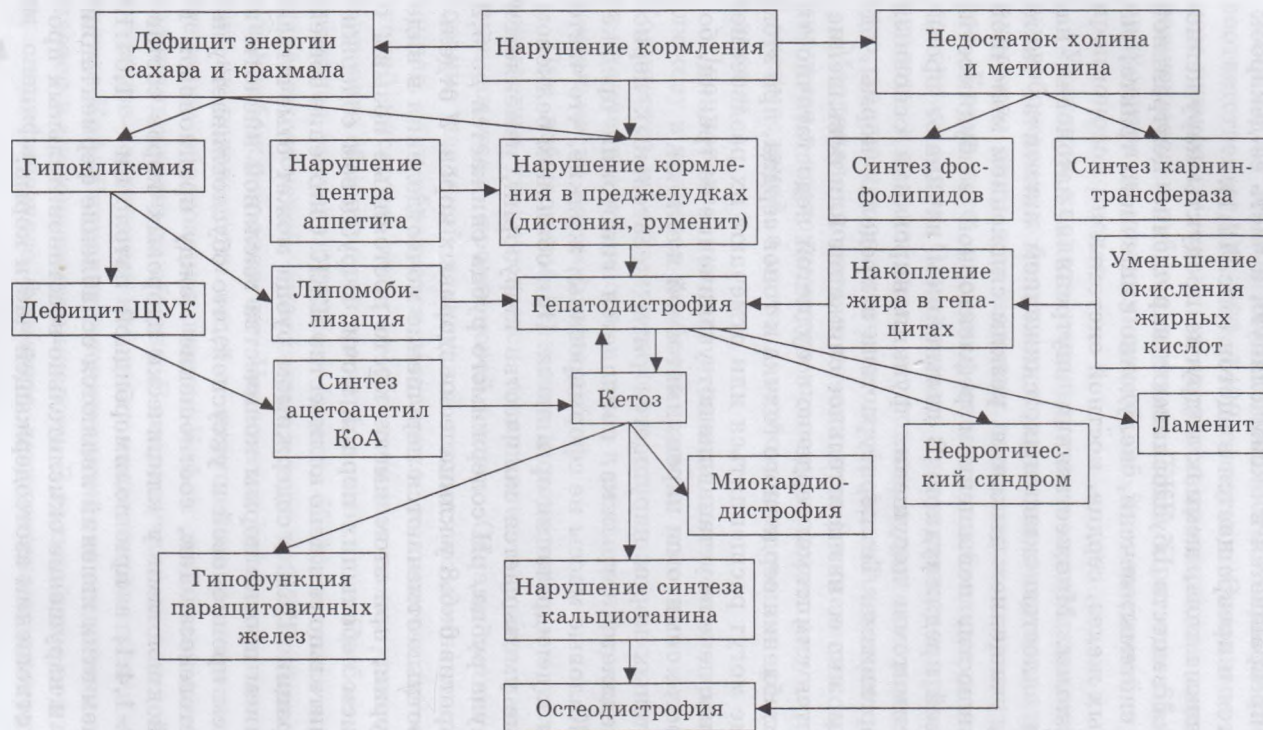 Дефицит энергии
сахара и крахмала
Нарушение кормления
Недостаток холина
и метионина
Гипокликемия
Нарушение
центра
аппетита
Нарушение кормле-
ния в преджелудках
(дистония, руменит)
Синтез фос-
фолипидов
Синтез карнин-
трансфераза
Дефицит ЩУК
Липомоби-
лизация
Гепатодистрофия
Накопление
жира в гепа-
цитах
Уменьшение
окисления
жирных
кислот
Синтез
ацетоацетил
КоА
Кетоз
Нефротичес-
кий синдром
Ламенит
Миокардио-
дистрофия
Гипофункция
паращитовидных
желез
Нарушение синтеза
кальциотанина
Остеодистрофия